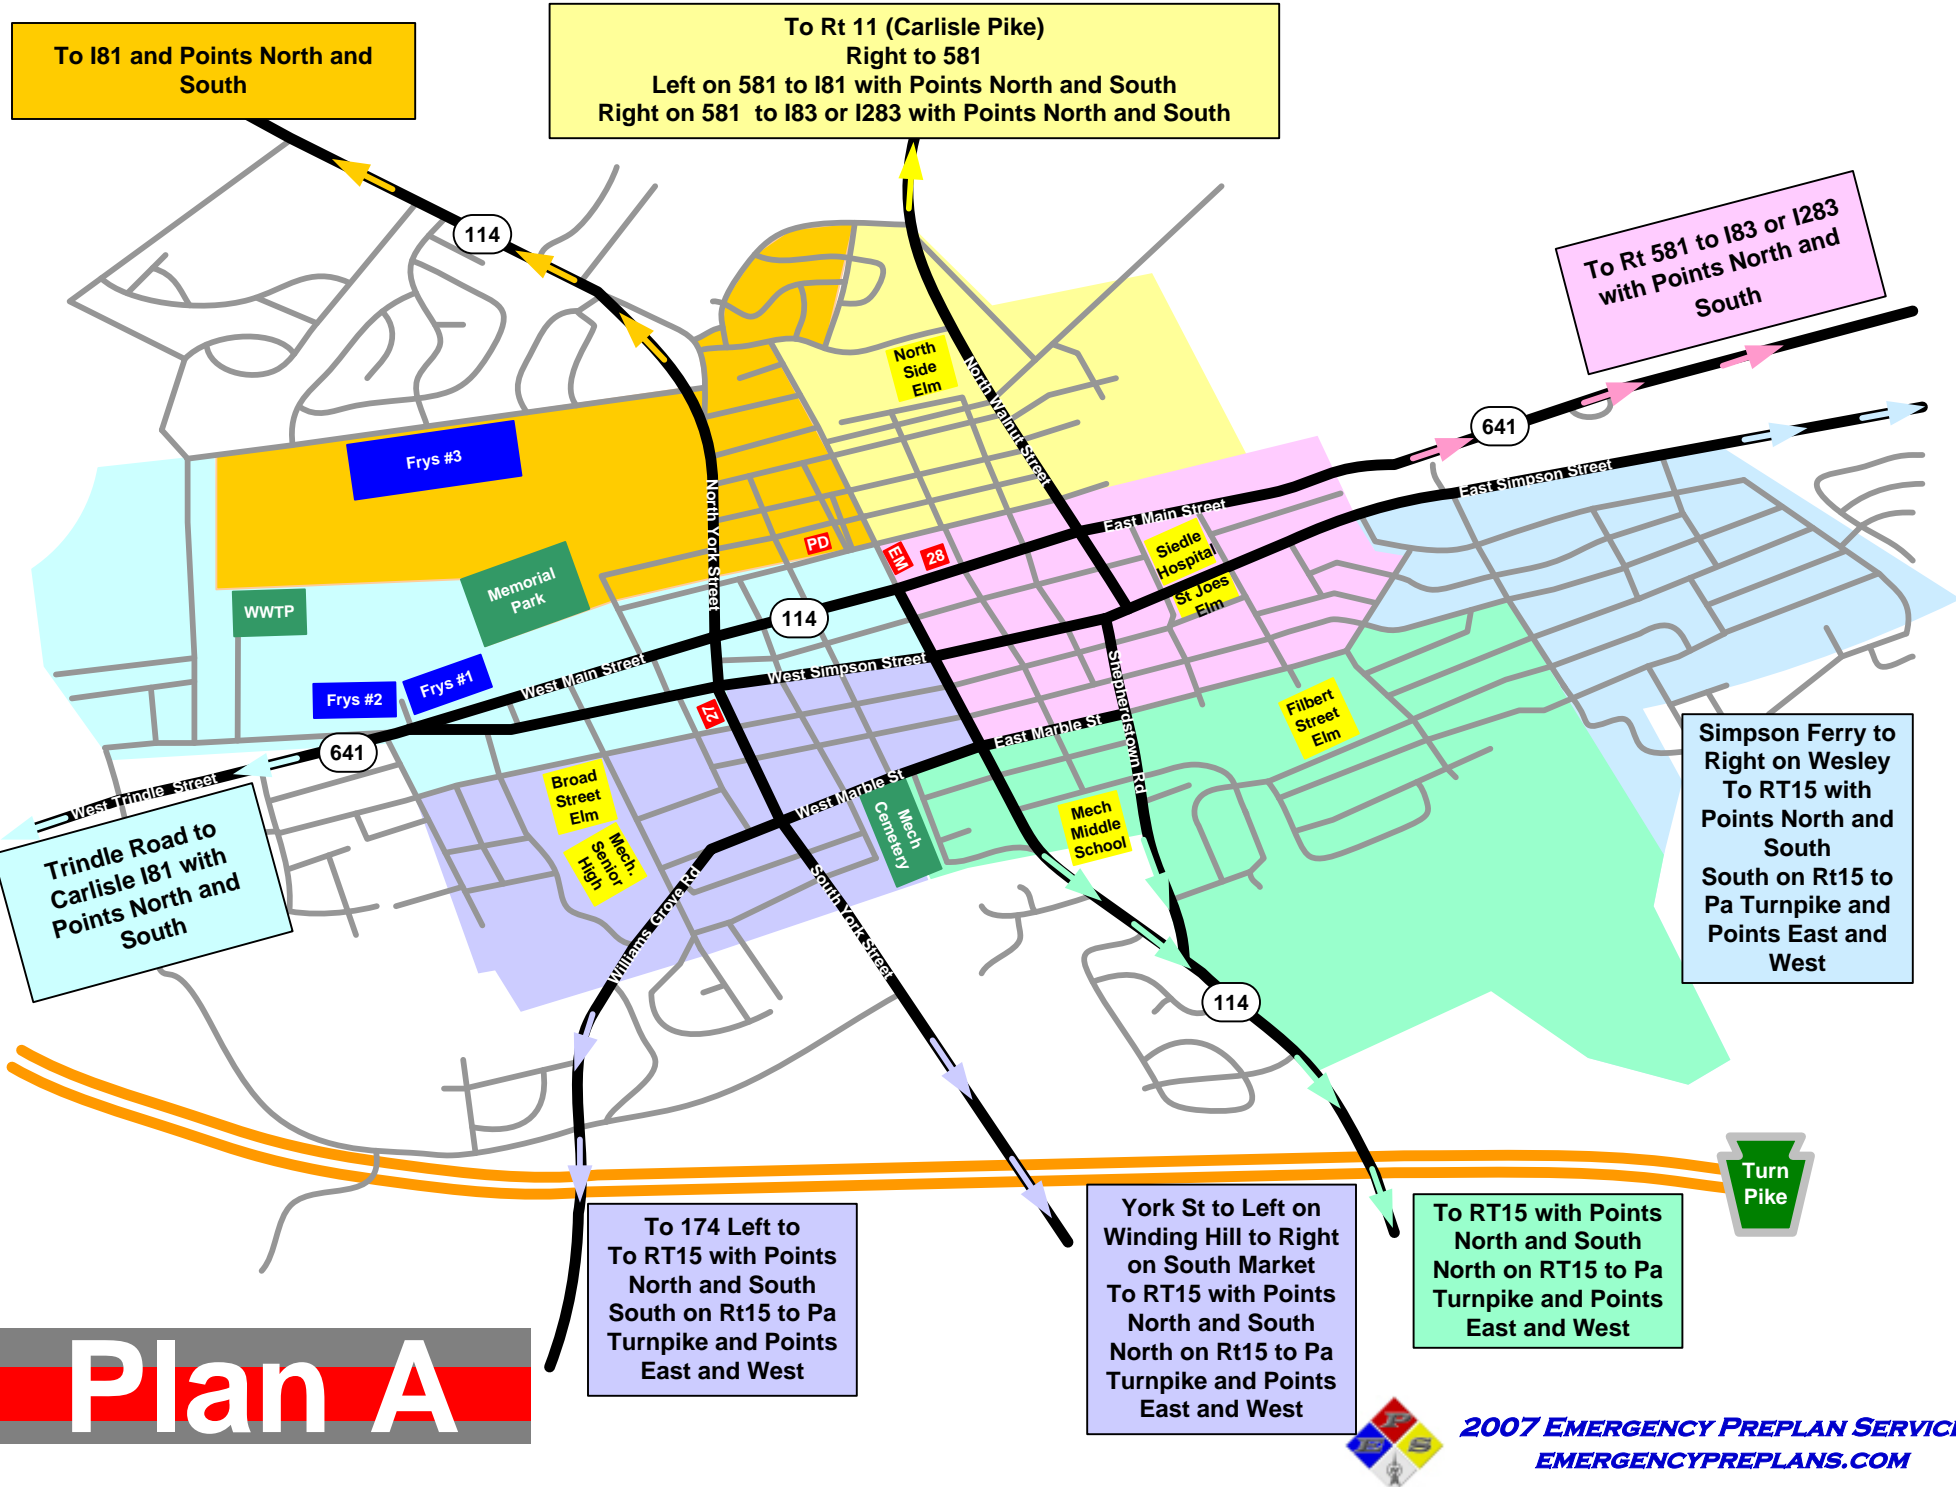 To I81 and Points North and
South
To Rt 11 (Carlisle Pike)
Right to 581
Left on 581 to I81 with Points North and South
Right on 581 to I83 or I283 with Points North and South
To Rt 581 to I83 or I283
with Points North and
South
114
North
Side
Elm
North Walnut Street
641
Frys #3
East Simpson Street
North York Street
East Main Street
PD
EM
28
Siedle
Hospital
St Joes
Elm
Memorial
Park
WWTP
114
West Main Street
West Simpson Street
Shepherdstown Rd
Frys #1
Frys #2
27
Filbert
Street
Elm
East Marble St
641
West Trindle Street
Broad
Street
Elm
West Marble St
Mech
Cemetery
Mech
Middle
School
Mech.
Senior
High
Simpson Ferry to
Right on Wesley
To RT15 with
Points North and
South
South on Rt15 to
Pa Turnpike and
Points East and
West
Trindle Road to
Carlisle I81 with
Points North and
South
Williams Grove Rd
South York Street
114
Turn
Pike
To 174 Left to
To RT15 with Points
North and South
South on Rt15 to Pa
Turnpike and Points
East and West
York St to Left on
Winding Hill to Right
on South Market
To RT15 with Points
North and South
North on Rt15 to Pa
Turnpike and Points
East and West
To RT15 with Points
North and South
North on RT15 to Pa
Turnpike and Points
East and West
Plan A
P
E
S
2007 EMERGENCY PREPLAN SERVIC
EMERGENCYPREPLANS.COM